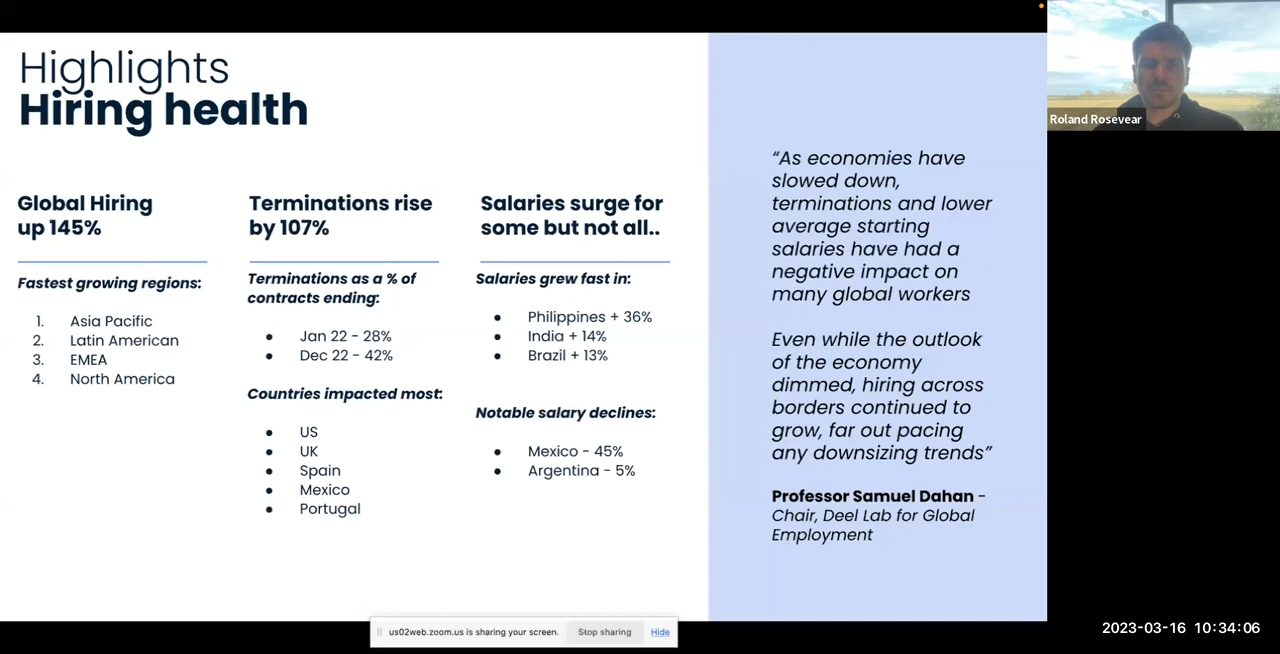 Highlights
Hiring health
Global Hiring
up 145%
Fastest growing regions:
1. Asia Pacific
2. Latin American
3. EMEA
4. North America
Terminations rise
by 107%
Terminations as a % of
contracts ending:
● Jan 22 - 28%
● Dec 22 - 42%
Countries impacted most:
● US
● UK
● Spain
● Mexico
● Portugal
Salaries surge for
some but not all..
Salaries grew fast in:
● Philippines + 36%
● India + 14%
● Brazil + 13%
Notable salary declines:
● Mexico - 45%
● Argentina - 5%
“As economies have
slowed down,
terminations and lower
average starting
salaries have had a
negative impact on
many global workers
Even while the outlook
of the economy
dimmed, hiring across
borders continued to
grow, far out pacing
any downsizing trends”
Professor Samuel Dahan -
Chair, Deel Lab for Global
Employment
Roland Rosevear
us02web.zoom.us is sharing your screen. Stop sharing Hide
2023-03-16 10:34:06